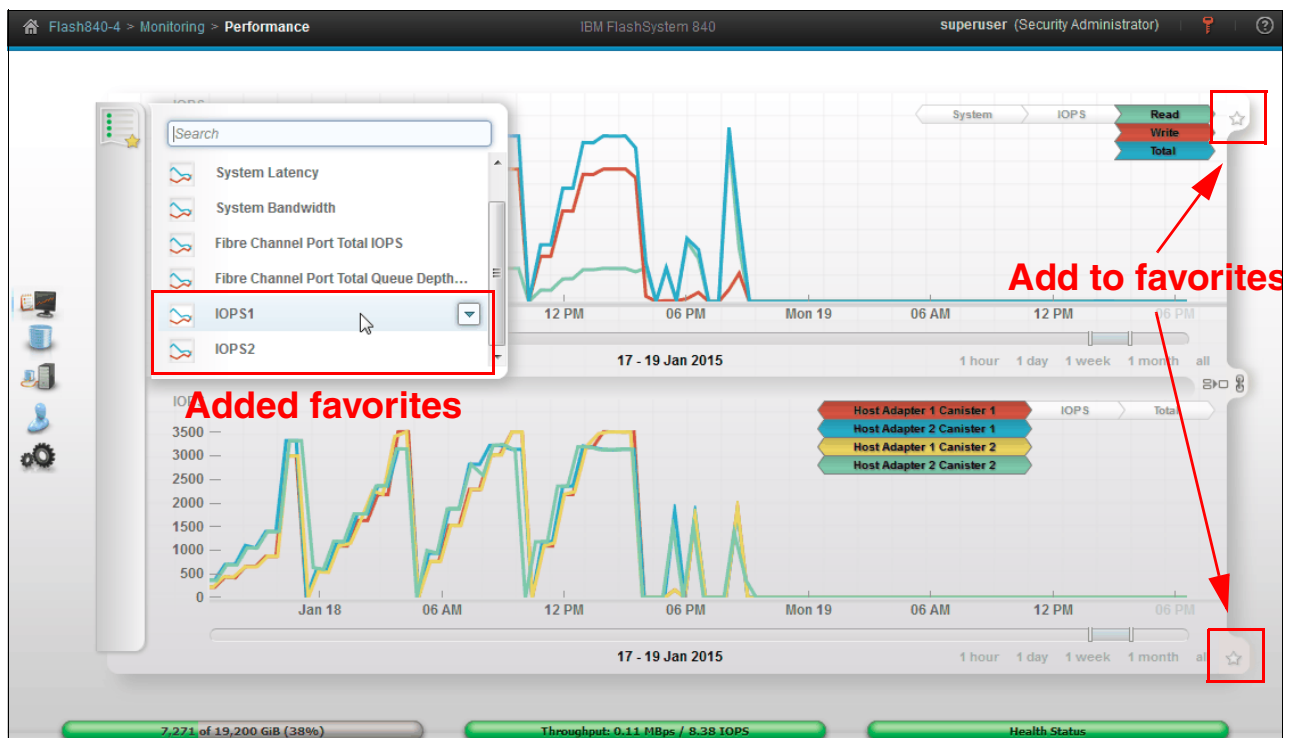 Flash840-4 > Monitoring > Performance
IBM FlashSystem 840
superuser (Security Administrator)
IOPS
Search
System Latency
System Bandwidth
Fibre Channel Port Total IOPS
Fibre Channel Port Total Queue Depth...
IOPS1
IOPS2
System
IOPS
Read
Write
Total
Add to favorites
12 PM 06 PM Mon 19 06 AM 12 PM 06 PM
17 - 19 Jan 2015
1 hour 1 day 1 week 1 month all
Added favorites
Host Adapter 1 Canister 1
Host Adapter 2 Canister 1
Host Adapter 1 Canister 2
Host Adapter 2 Canister 2
IOPS
Total
3500
3000
2500
2000
1500
1000
500
0
Jan 18 06 AM 12 PM 06 PM Mon 19 06 AM 12 PM 06 PM
17 - 19 Jan 2015
1 hour 1 day 1 week 1 month
7,271 of 19,200 GiB (38%)
Throughput: 0.11 MBps / 8.38 IOPS
Health Status